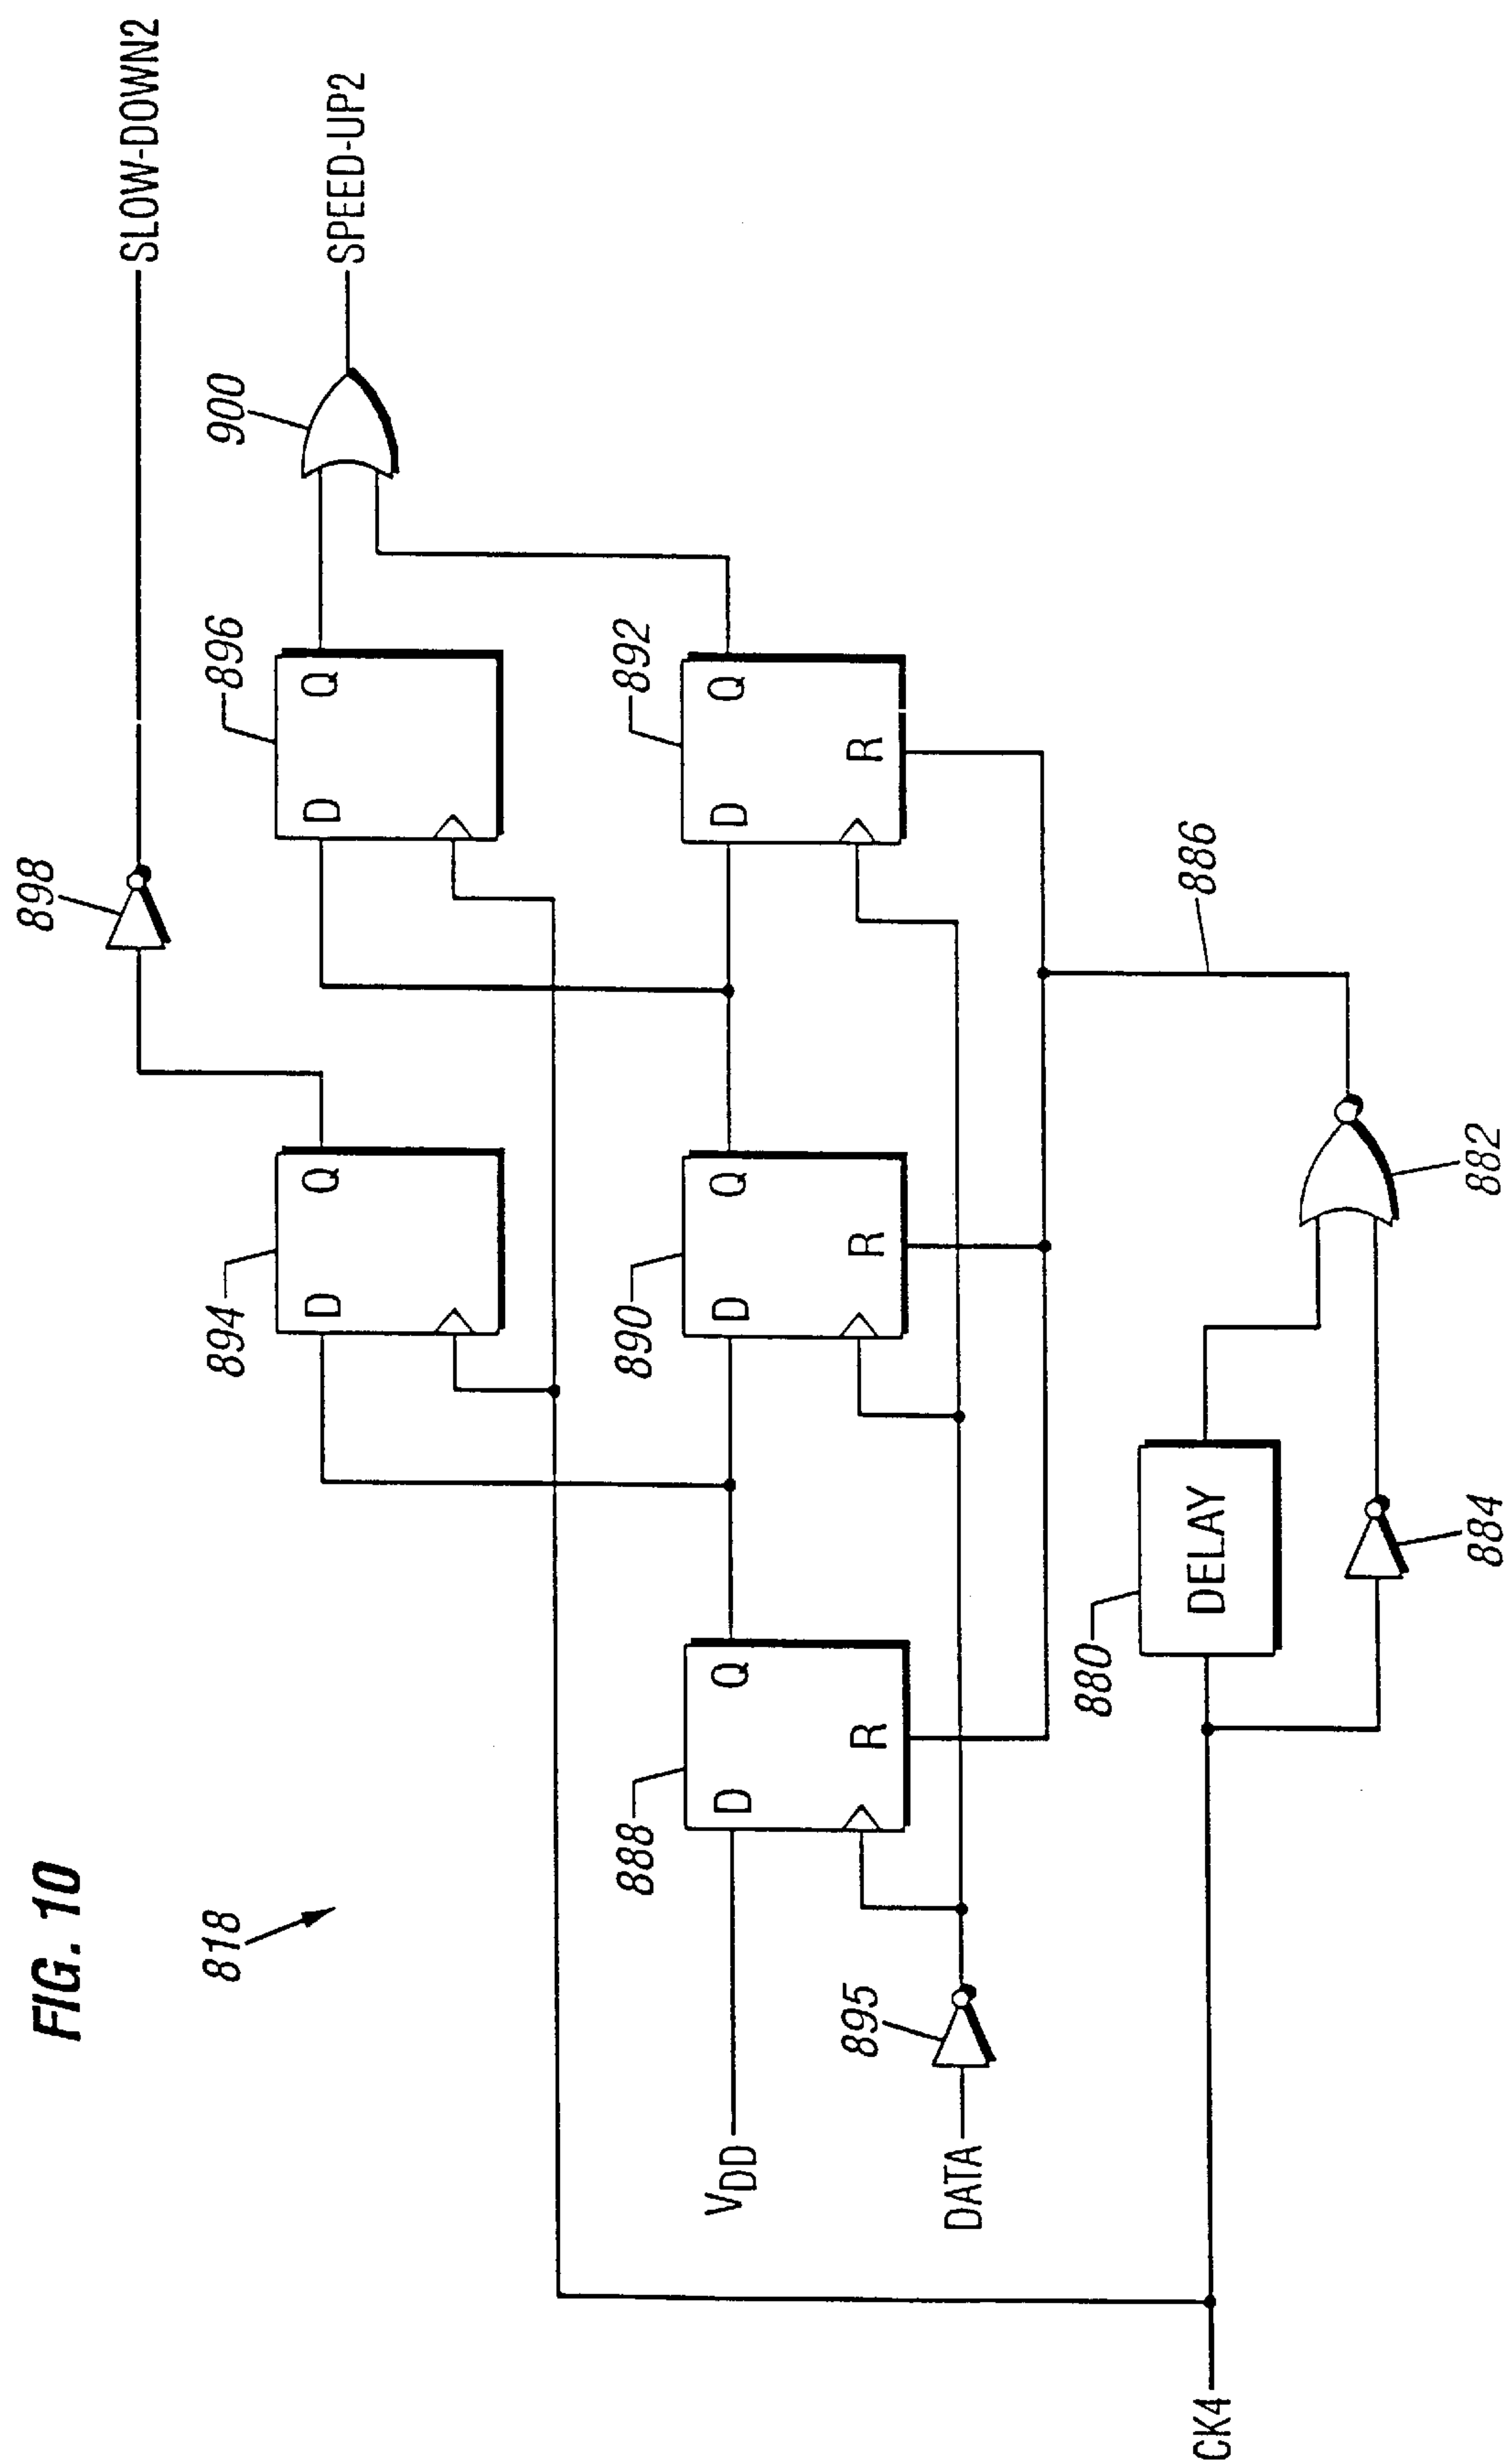 FIG. 10
818
898
SLOW-DOWN2
894
D
Q
896
D
Q
900
SPEED-UP2
888
VDD
D
Q
R
890
D
Q
R
892
D
Q
R
895
DATA
886
880
DELAY
882
884
CK4